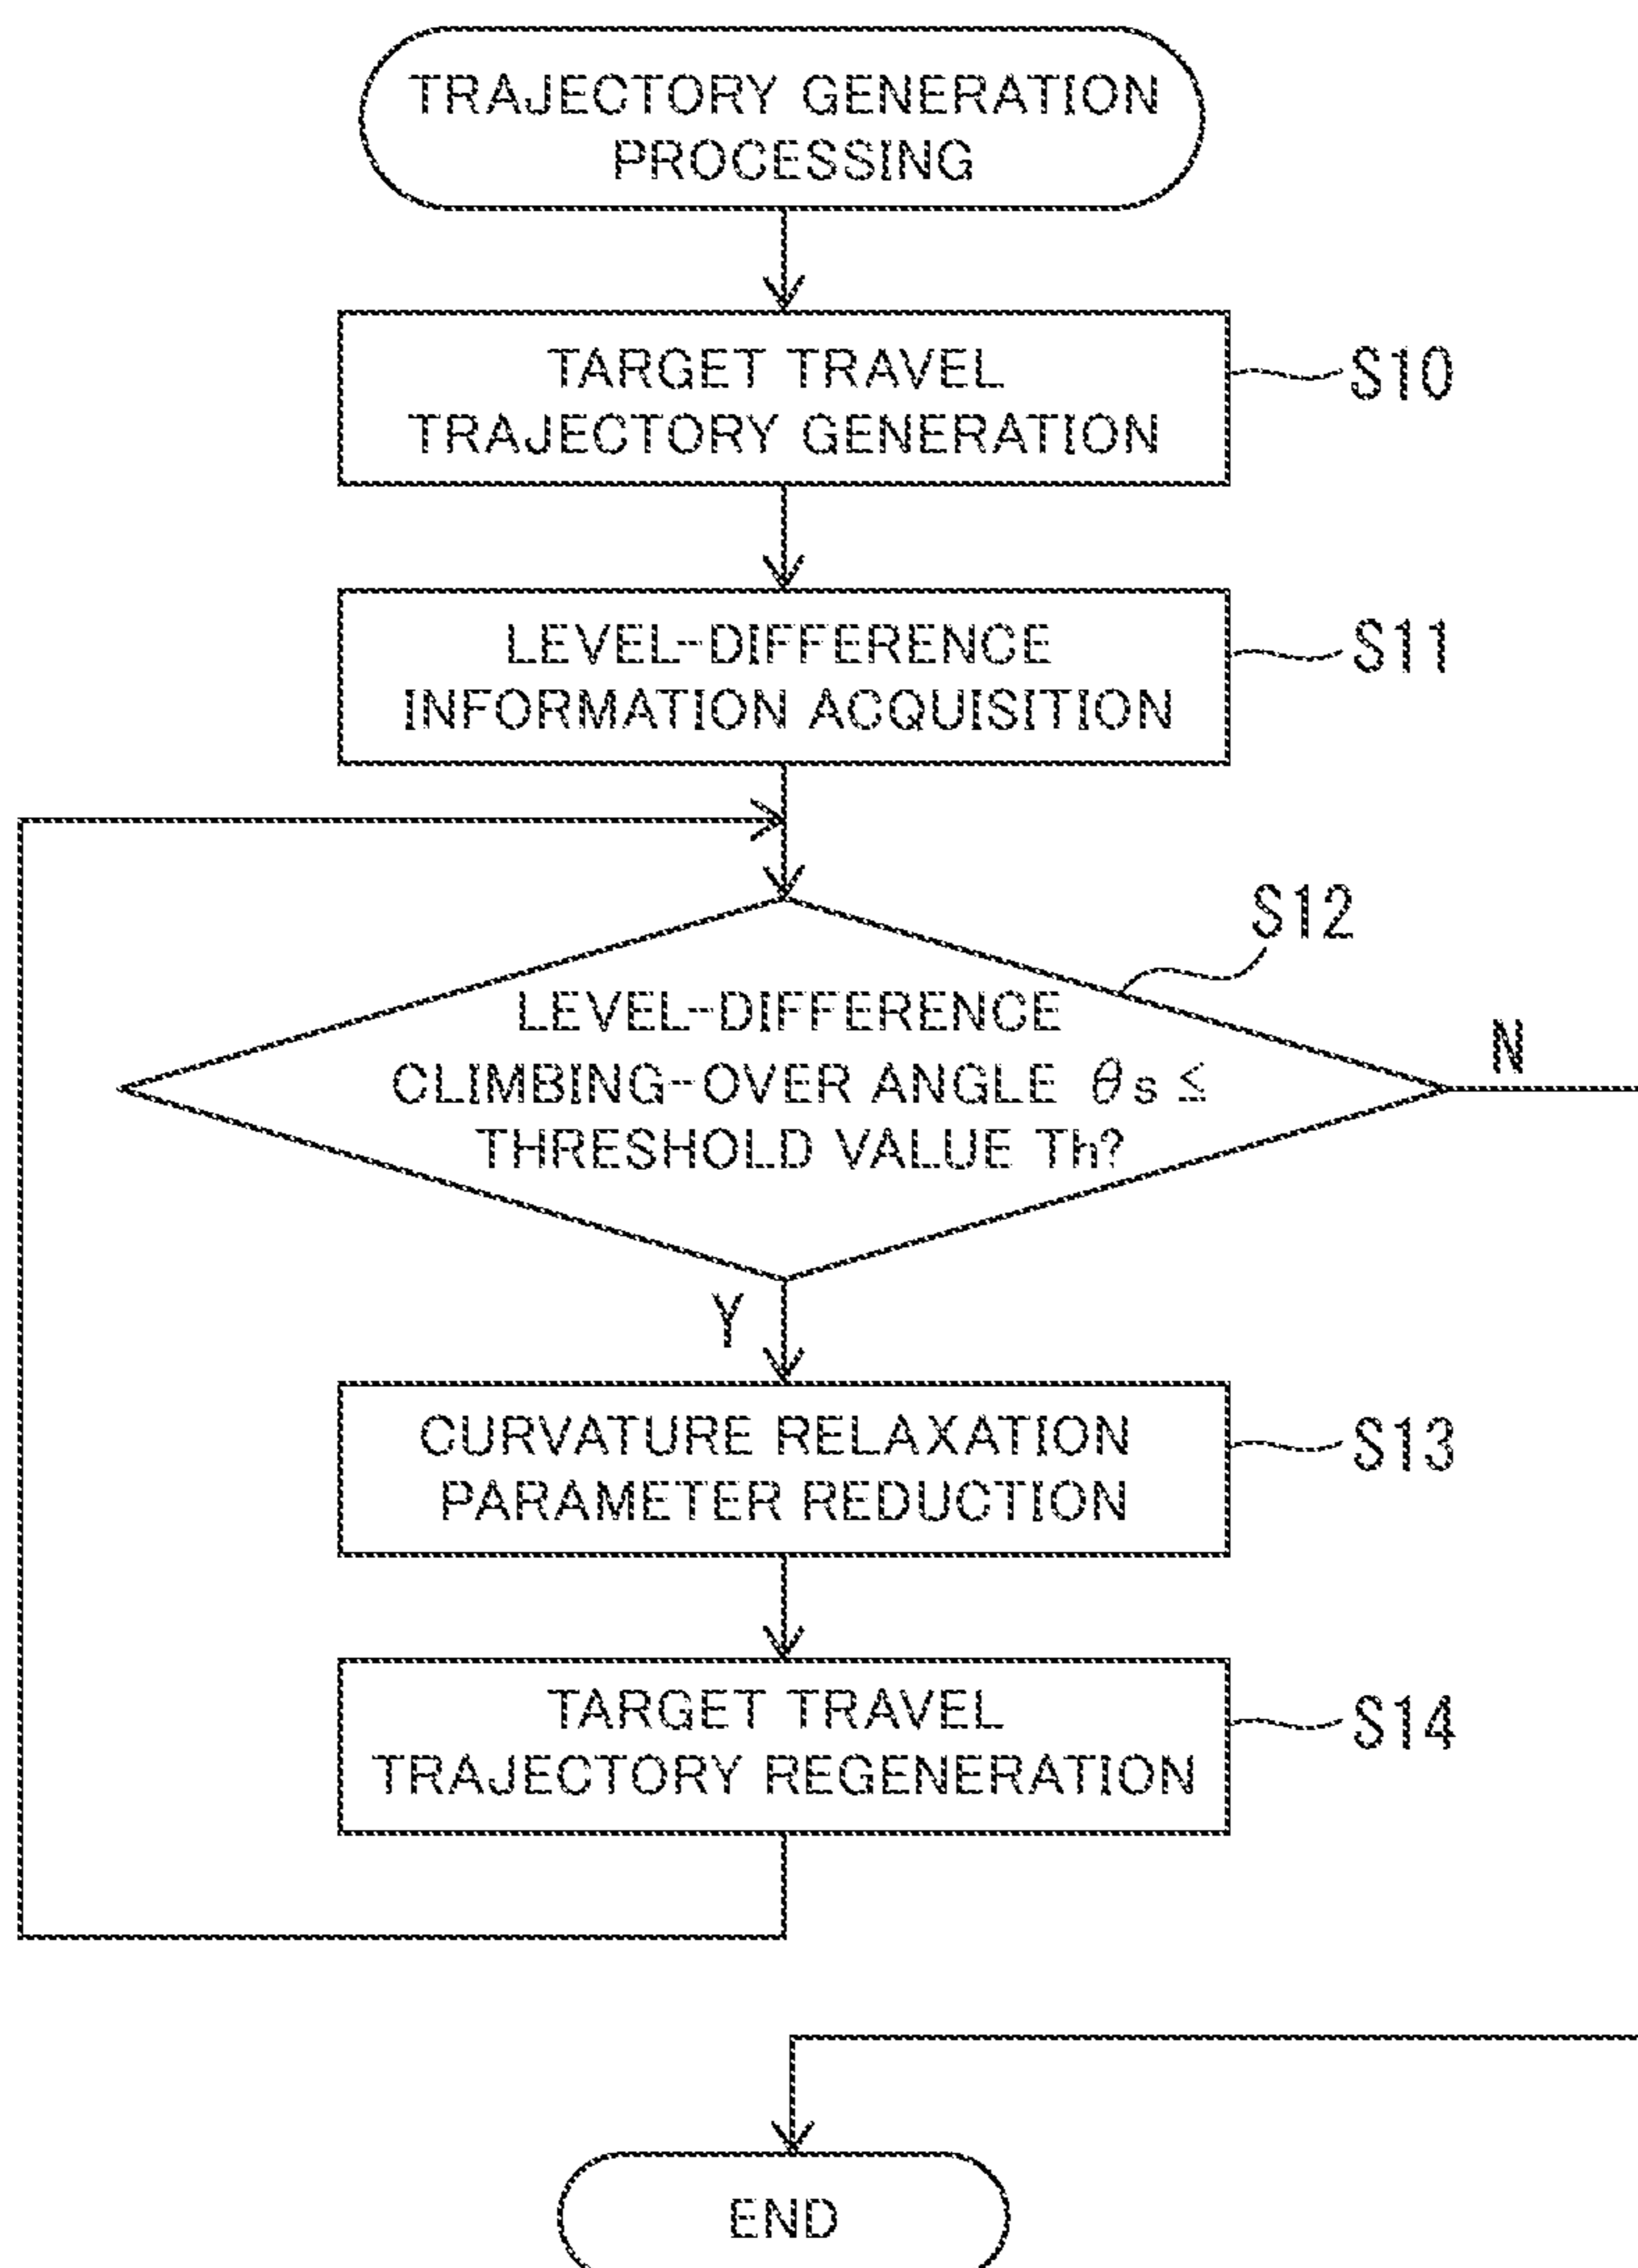 TRAJECTORY GENERATION
PROCESSING
TARGET TRAVEL
TRAJECTORY GENERATION
S10
LEVEL-DIFFERENCE
INFORMATION ACQUISITION
S11
S12
LEVEL-DIFFERENCE
CLIMBING-OVER ANGLE θs ≤
THRESHOLD VALUE Th?
N
Y
CURVATURE RELAXATION
PARAMETER REDUCTION
S13
TARGET TRAVEL
TRAJECTORY REGENERATION
S14
END